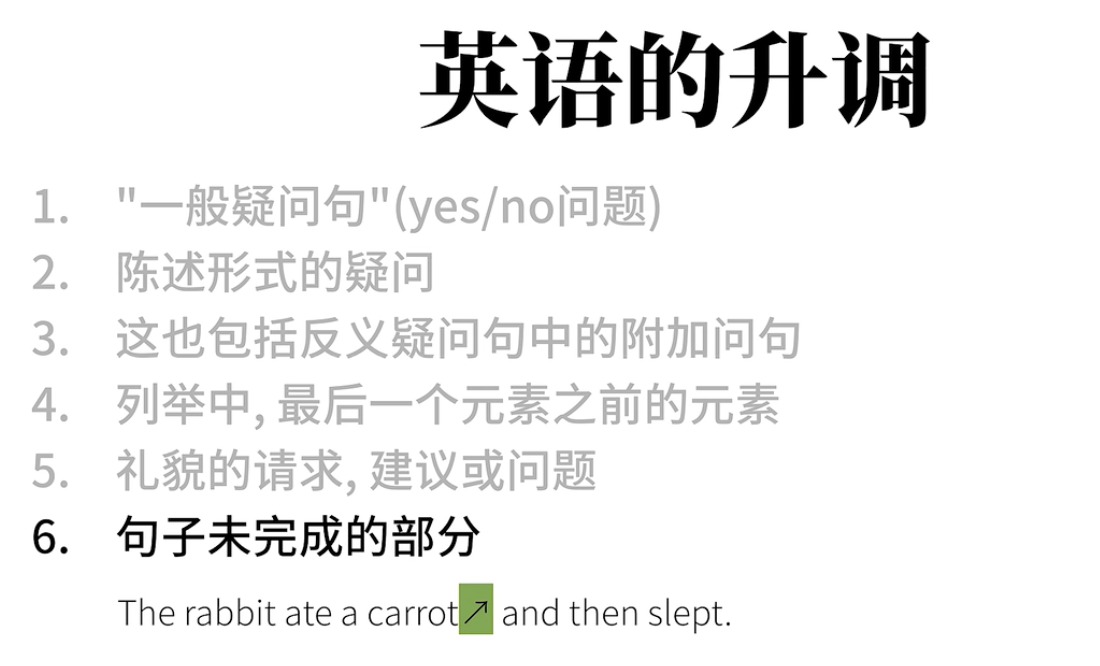 英语的升调
1. "一般疑问句"(yes/no问题)
2. 陈述形式的疑问
3. 这也包括反义疑问句中的附加问句
4. 列举中, 最后一个元素之前的元素
5. 礼貌的请求, 建议或问题
6. 句子未完成的部分
The rabbit ate a carrot↗ and then slept.